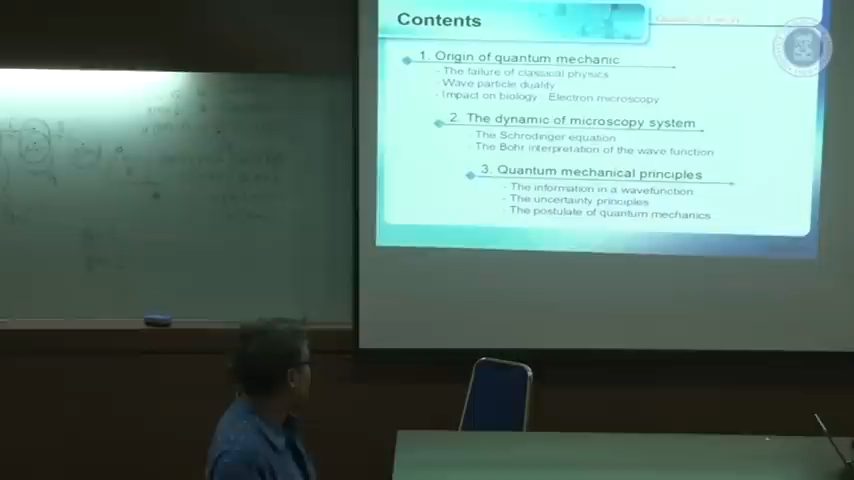 Contents
1. Origin of quantum mechanic
- The failure of classical physics
- Wave particle duality
- Impact on biology : Electron microscopy
2. The dynamic of microscopy system
- The Schrodinger equation
- The Bohr interpretation of the wave function
3. Quantum mechanical principles
- The information in a wavefunction
- The uncertainty principles
- The postulate of quantum mechanics